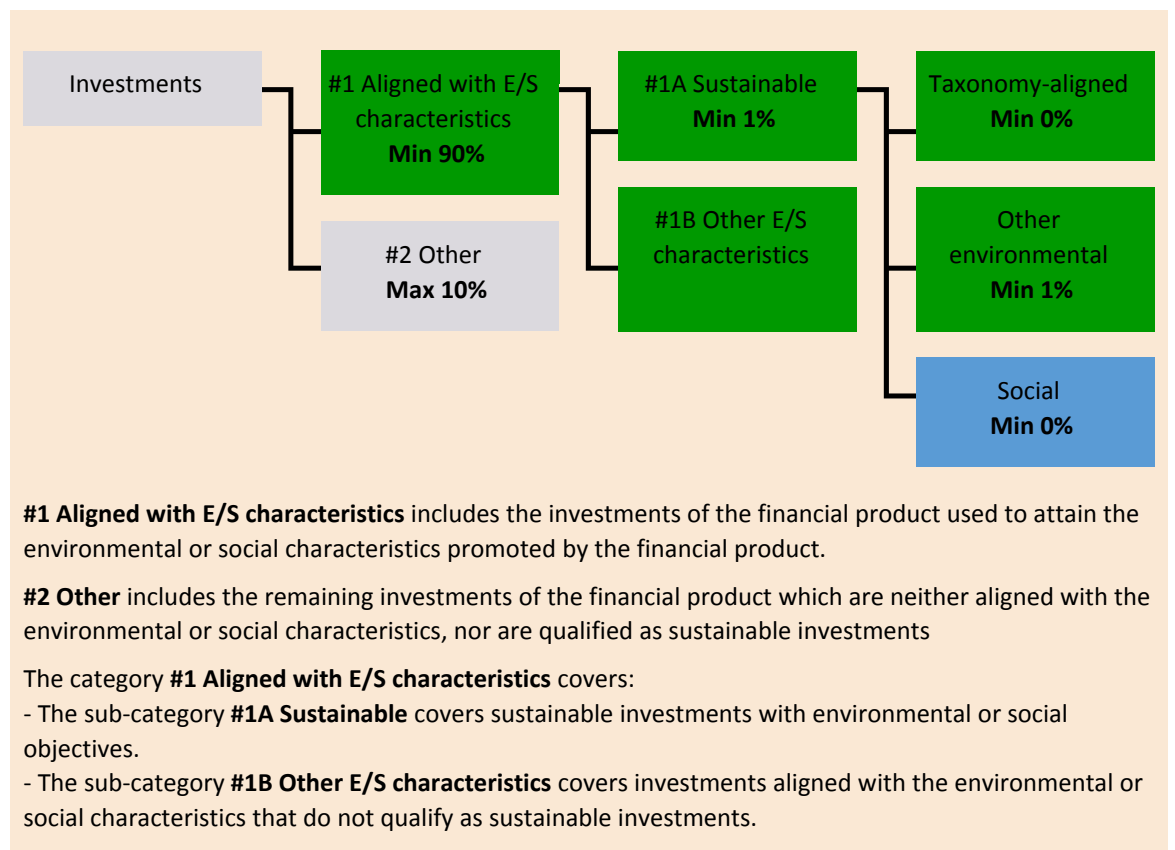 Investments
#1 Aligned with E/S
characteristics
Min 90%
#2 Other
Max 10%
#1A Sustainable
Min 1%
#1B Other E/S
characteristics
Taxonomy-aligned
Min 0%
Other
environmental
Min 1%
Social
Min 0%
#1 Aligned with E/S characteristics includes the investments of the financial product used to attain the
environmental or social characteristics promoted by the financial product.
#2 Other includes the remaining investments of the financial product which are neither aligned with the
environmental or social characteristics, nor are qualified as sustainable investments
The category #1 Aligned with E/S characteristics covers:
- The sub-category #1A Sustainable covers sustainable investments with environmental or social
objectives.
- The sub-category #1B Other E/S characteristics covers investments aligned with the environmental or
social characteristics that do not qualify as sustainable investments.